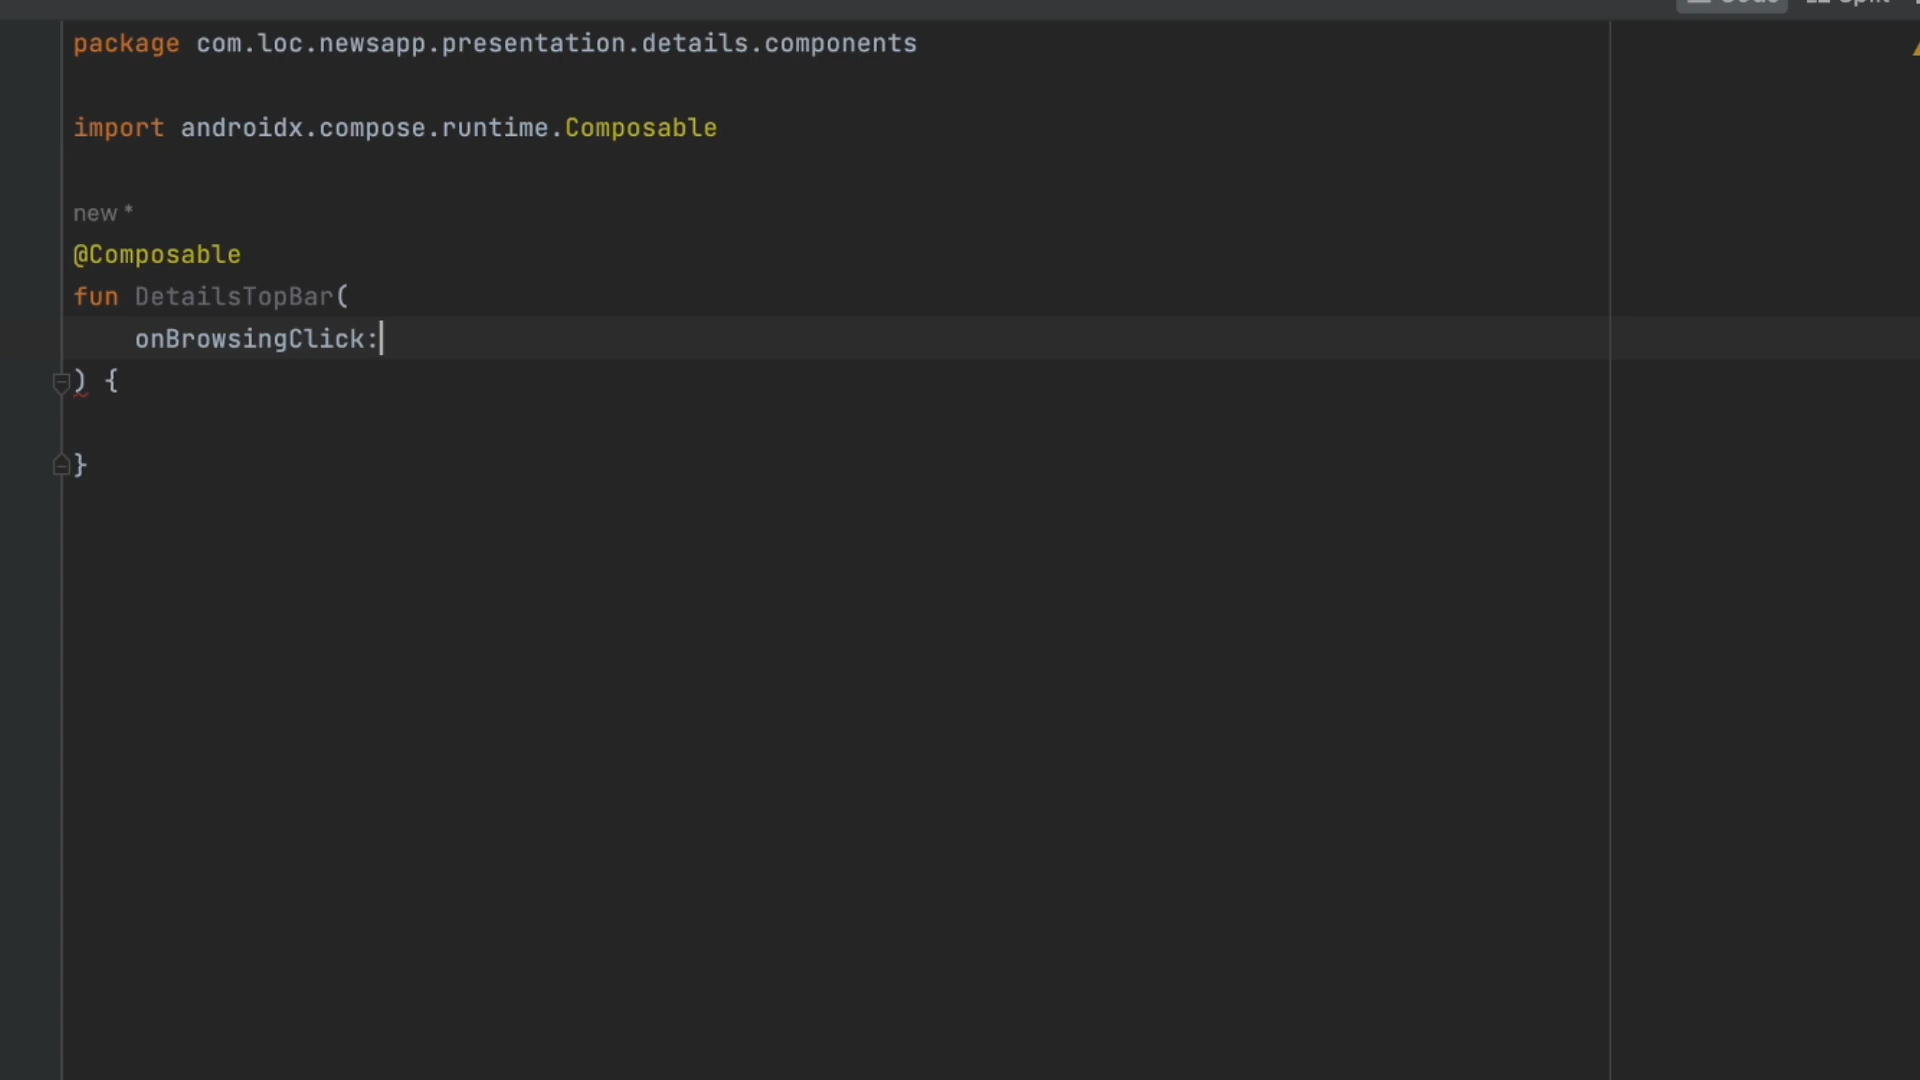 package com.loc.newsapp.presentation.details.components
import androidx.compose.runtime.Composable
new *
@Composable
fun DetailsTopBar(
onBrowsingClick:
) {
}